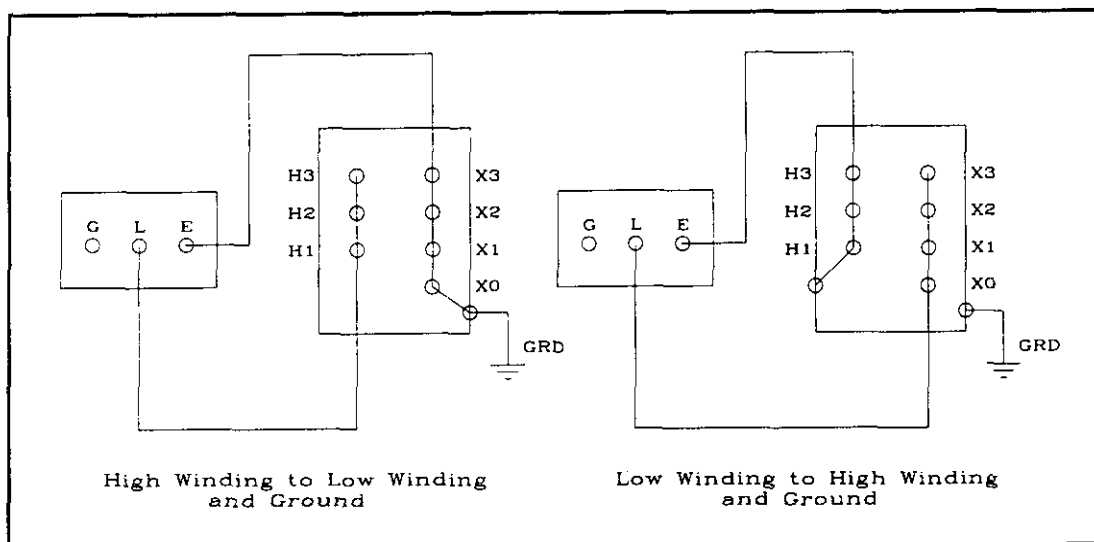 H3 X3
H2 X2
H1 X1
X0
G L E
GRD
High Winding to Low Winding
and Ground
H3 X3
H2 X2
H1 X1
X0
G L E
GRD
Low Winding to High Winding
and Ground